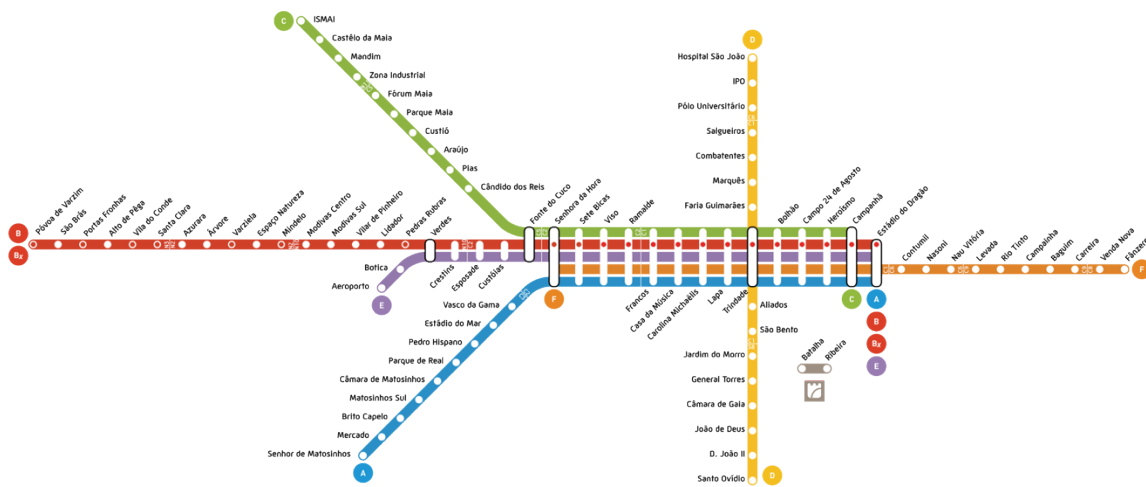 C
ISMAI
Castêlo da Maia
Mandim
Zona Industrial
Fórum Maia
Parque Maia
Custió
Araújo
Pias
Cândido dos Reis
D
Hospital São João
IPO
Pólo Universitário
Salgueiros
Combatentes
Marquês
Faria Guimarães
B
Bx
Póvoa de Varzim
São Brás
Portas Fronhas
Alto de Pêga
Vila do Conde
Santa Clara
Azurara
Árvore
Varziela
Espaço Natureza
Mindelo
Modivas Centro
Modivas Sul
Vilar de Pinheiro
Lidador
Pedras Rubras
Verdes
Crestins
Esposade
Custóias
Fonte do Cuco
Senhora da Hora
Sete Bicas
Viso
Ramalde
Francos
Casa da Música
Carolina Michaëlis
Lapa
Trindade
Bolhão
Campo 24 de Agosto
Heroísmo
Campanhã
Estádio do Dragão
Contumil
Nasoni
Nau Vitória
Levada
Rio Tinto
Campainha
Baguim
Carreira
Venda Nova
Fânzeres
F
Botica
Aeroporto
E
F
C
A
B
Bx
E
Vasco da Gama
Estádio do Mar
Pedro Hispano
Parque de Real
Câmara de Matosinhos
Matosinhos Sul
Brito Capelo
Mercado
Senhor de Matosinhos
A
Aliados
São Bento
Jardim do Morro
General Torres
Câmara de Gaia
João de Deus
D. João II
Santo Ovídio
D
Batalha
Ribeira